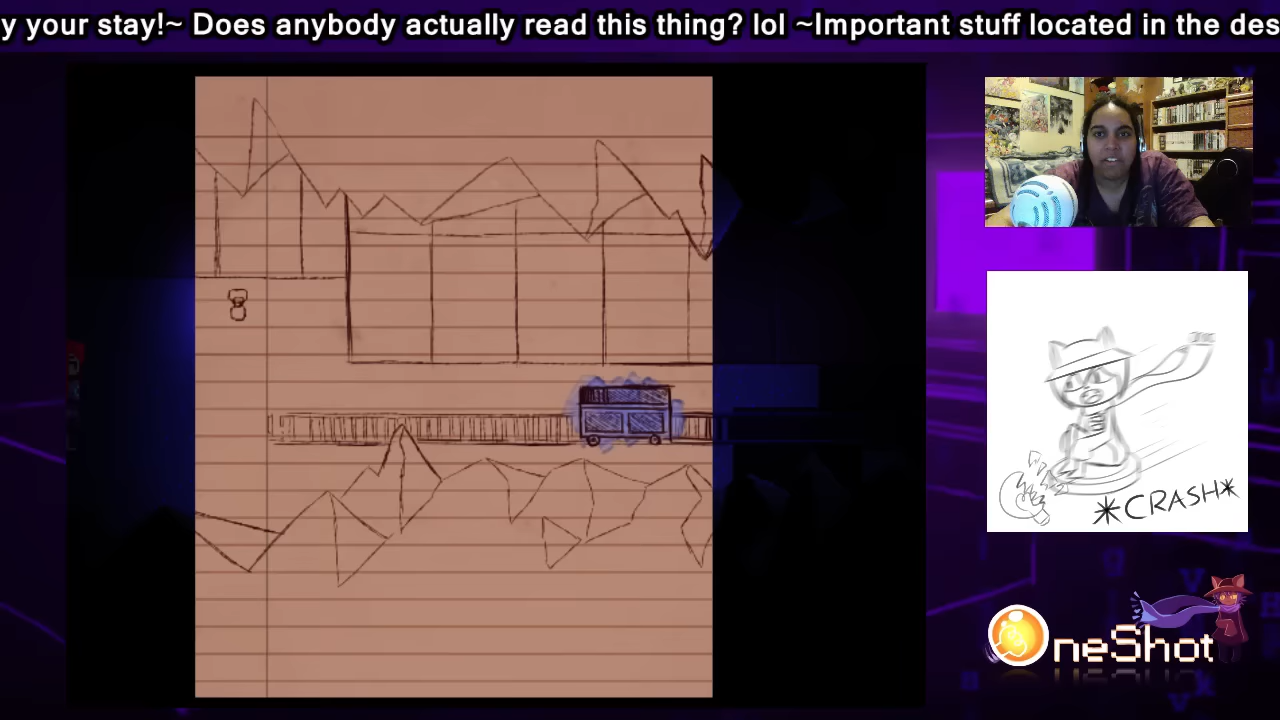 y your stay!~ Does anybody actually read this thing? lol ~Important stuff located in the des
*CRASH*
OneShot